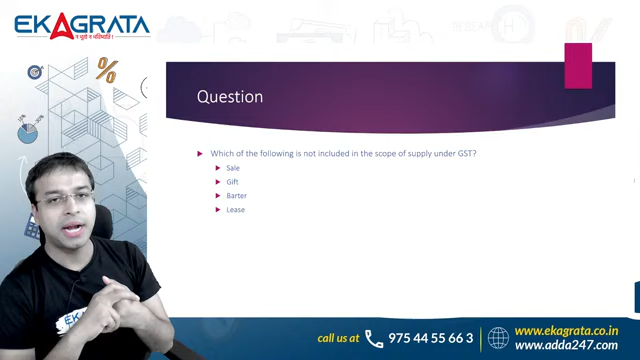 EKAGRATA
Question
Which of the following is not included in the scope of supply under GST?
Sale
Gift
Barter
Lease
call us at
975 44 55 66 3
www.ekagrata.co.in
www.adda247.com